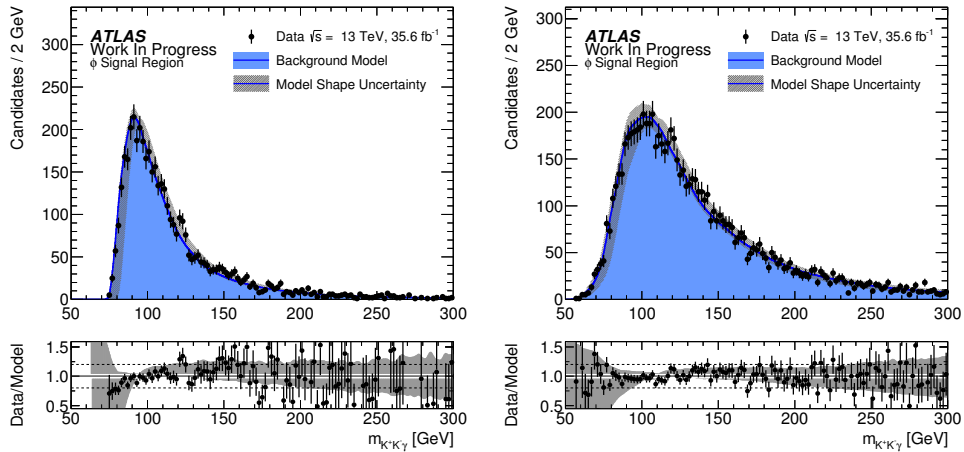 ATLAS
Work In Progress
ϕ Signal Region
Data √s = 13 TeV, 35.6 fb⁻¹
Background Model
Model Shape Uncertainty
Candidates / 2 GeV
300
250
200
150
100
50
0
50 100 150 200 250 300
Data/Model
1.5
1.0
0.5
50 100 150 200 250 300
m_K⁺K⁻γ [GeV]
ATLAS
Work In Progress
ϕ Signal Region
Data √s = 13 TeV, 35.6 fb⁻¹
Background Model
Model Shape Uncertainty
Candidates / 2 GeV
300
250
200
150
100
50
0
50 100 150 200 250 300
Data/Model
1.5
1.0
0.5
50 100 150 200 250 300
m_K⁺K⁻γ [GeV]